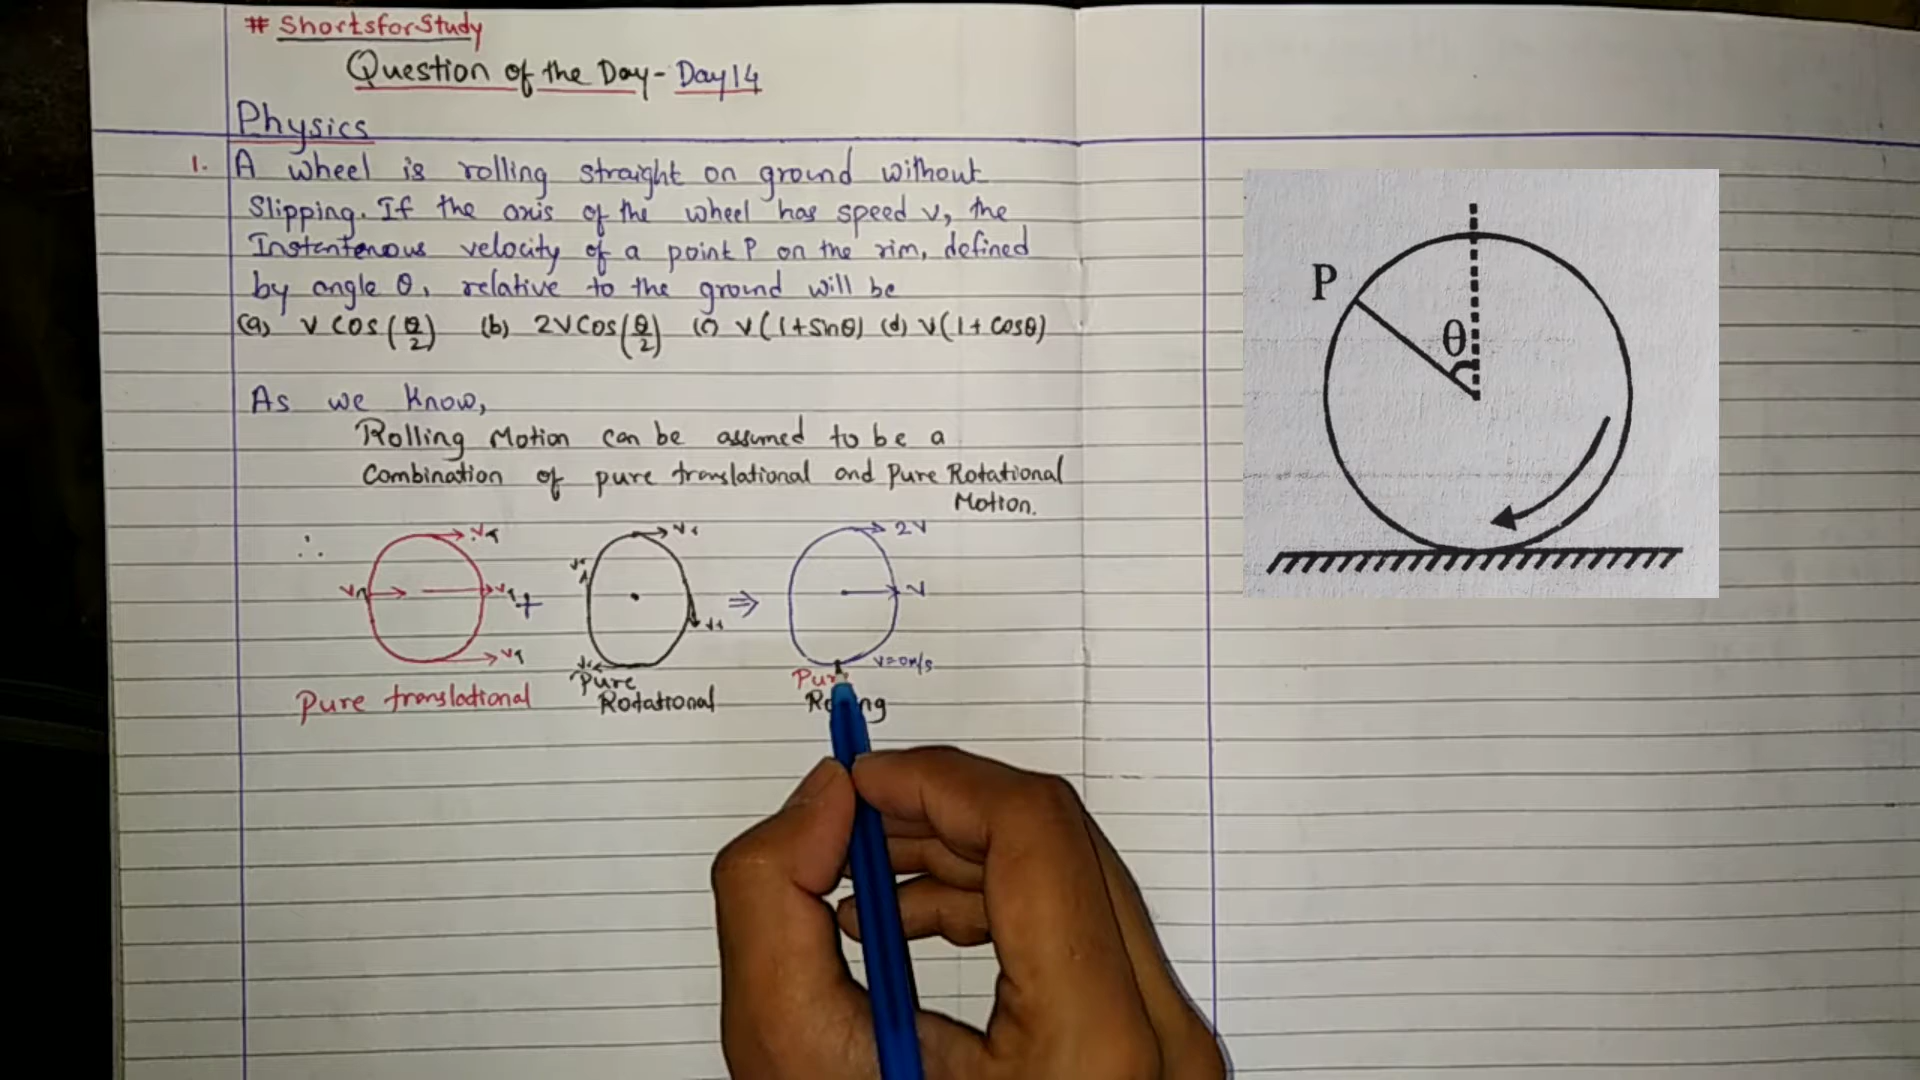 # ShortsforStudy
Question of the Day - Day 14
Physics
1. A wheel is rolling straight on ground without
Slipping. If the axis of the wheel has speed v, the
Instantenous velocity of a point P on the rim, defined
by angle θ, relative to the ground will be
(a) v cos(θ/2) (b) 2v cos(θ/2) (c) v(1+sinθ) (d) v(1+cosθ)
As we know,
Rolling Motion can be assumed to be a
Combination of pure translational and Pure Rotational
Motion.
∴ + ⇒
2V
V
v=0m/s
Pure translational
Pure
Rotational
P
θ